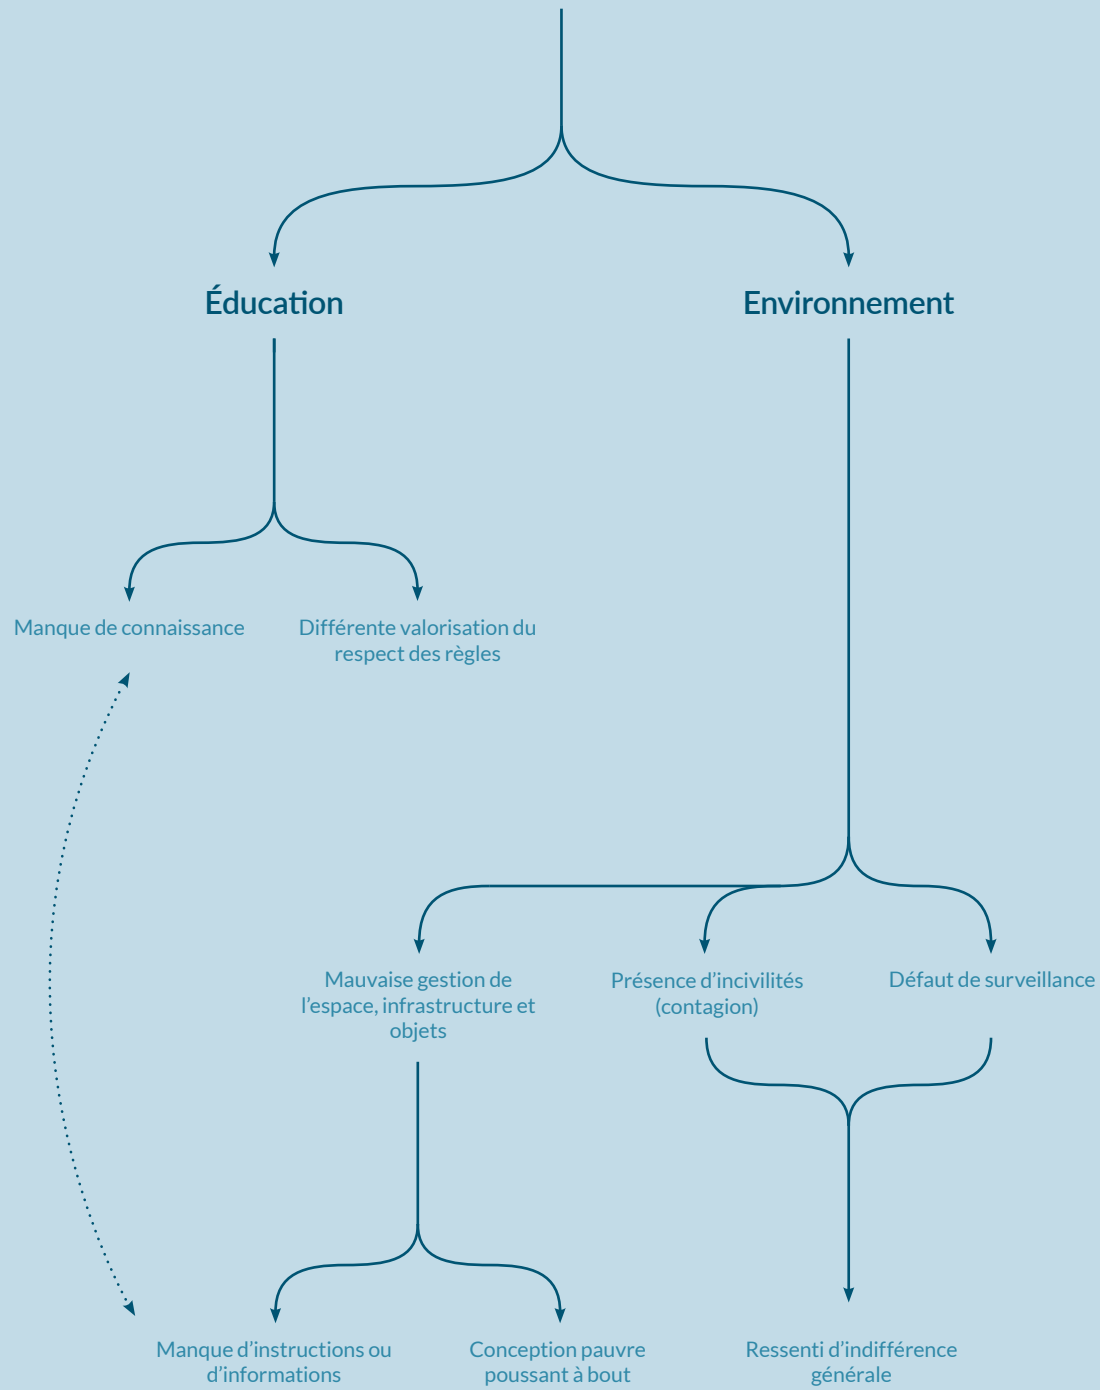 Éducation
Environnement
Manque de connaissance
Différente valorisation du
respect des règles
Mauvaise gestion de
l’espace, infrastructure et
objets
Présence d’incivilités
(contagion)
Défaut de surveillance
Manque d’instructions ou
d’informations
Conception pauvre
poussant à bout
Ressenti d’indifférence
générale